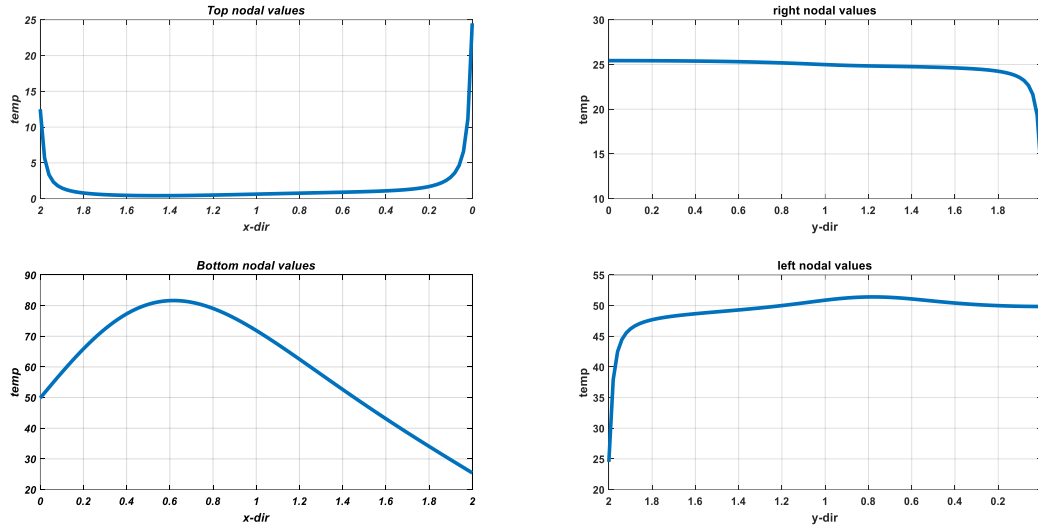 Top nodal values
25
20
15
10
5
0
temp
2 1.8 1.6 1.4 1.2 1 0.8 0.6 0.4 0.2 0
x-dir
right nodal values
30
25
20
15
10
temp
0 0.2 0.4 0.6 0.8 1 1.2 1.4 1.6 1.8
y-dir
Bottom nodal values
90
80
70
60
50
40
30
20
temp
0 0.2 0.4 0.6 0.8 1 1.2 1.4 1.6 1.8 2
x-dir
left nodal values
55
50
45
40
35
30
25
20
temp
2 1.8 1.6 1.4 1.2 1 0.8 0.6 0.4 0.2
y-dir